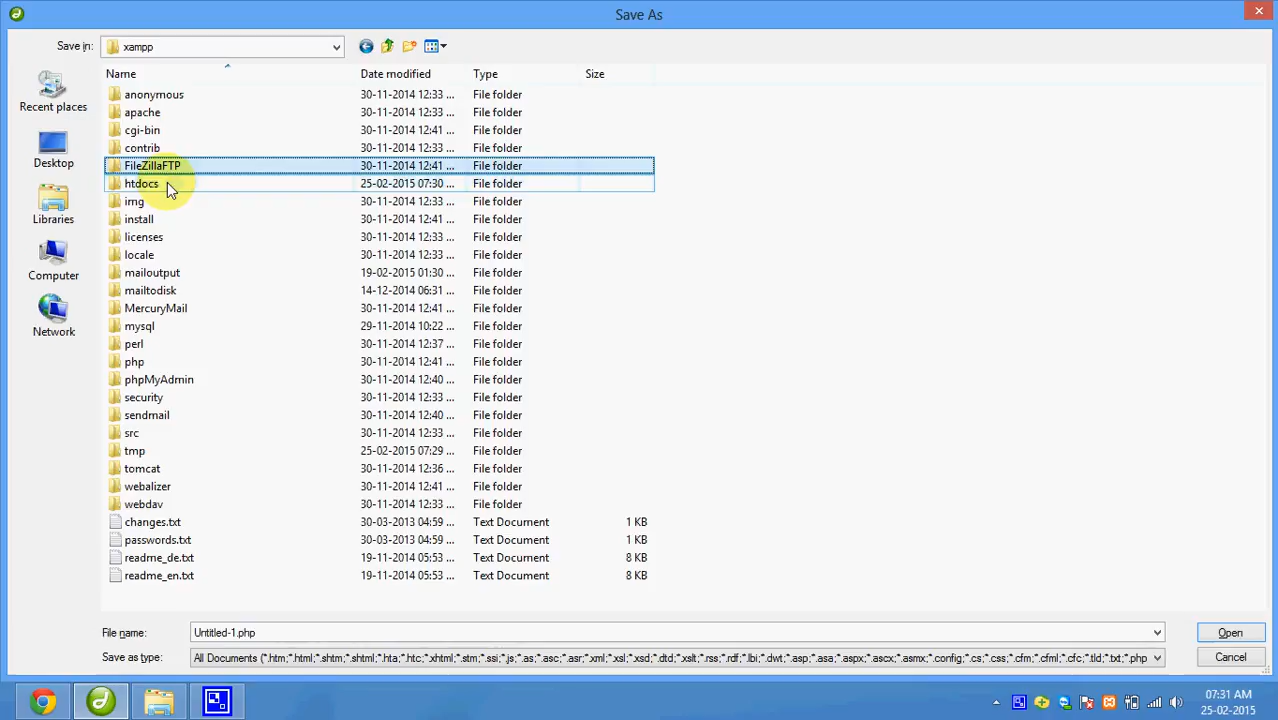 Save As
Save in: xampp
Name Date modified Type Size
Recent places
Desktop
Libraries
Computer
Network
anonymous 30-11-2014 12:33 ... File folder
apache 30-11-2014 12:33 ... File folder
cgi-bin 30-11-2014 12:41 ... File folder
contrib 30-11-2014 12:33 ... File folder
FileZillaFTP 30-11-2014 12:41 ... File folder
htdocs 25-02-2015 07:30 ... File folder
img 30-11-2014 12:33 ... File folder
install 30-11-2014 12:41 ... File folder
licenses 30-11-2014 12:33 ... File folder
locale 30-11-2014 12:33 ... File folder
mailoutput 19-02-2015 01:30 ... File folder
mailtodisk 14-12-2014 06:31 ... File folder
MercuryMail 30-11-2014 12:41 ... File folder
mysql 29-11-2014 10:22 ... File folder
perl 30-11-2014 12:37 ... File folder
php 30-11-2014 12:41 ... File folder
phpMyAdmin 30-11-2014 12:40 ... File folder
security 30-11-2014 12:33 ... File folder
sendmail 30-11-2014 12:40 ... File folder
src 30-11-2014 12:33 ... File folder
tmp 25-02-2015 07:29 ... File folder
tomcat 30-11-2014 12:36 ... File folder
webalizer 30-11-2014 12:41 ... File folder
webdav 30-11-2014 12:33 ... File folder
changes.txt 30-03-2013 04:59 ... Text Document 1 KB
passwords.txt 30-03-2013 04:59 ... Text Document 1 KB
readme_de.txt 19-11-2014 05:53 ... Text Document 8 KB
readme_en.txt 19-11-2014 05:53 ... Text Document 8 KB
File name: Untitled-1.php Open
Save as type: All Documents (*.htm;*.html;*.shtm;*.shtml;*.hta;*.htc;*.xhtml;*.stm;*.ssi;*.js;*.as;*.asc;*.asr;*.xml;*.xsl;*.xsd;*.dtd;*.xslt;*.rss;*.rdf;*.lbi;*.dwt;*.asp;*.asa;*.aspx;*.ascx;*.asmx;*.config;*.cs;*.css;*.cfm;*.cfml;*.cfc;*.tld;*.txt;*.php Cancel
07:31 AM
25-02-2015